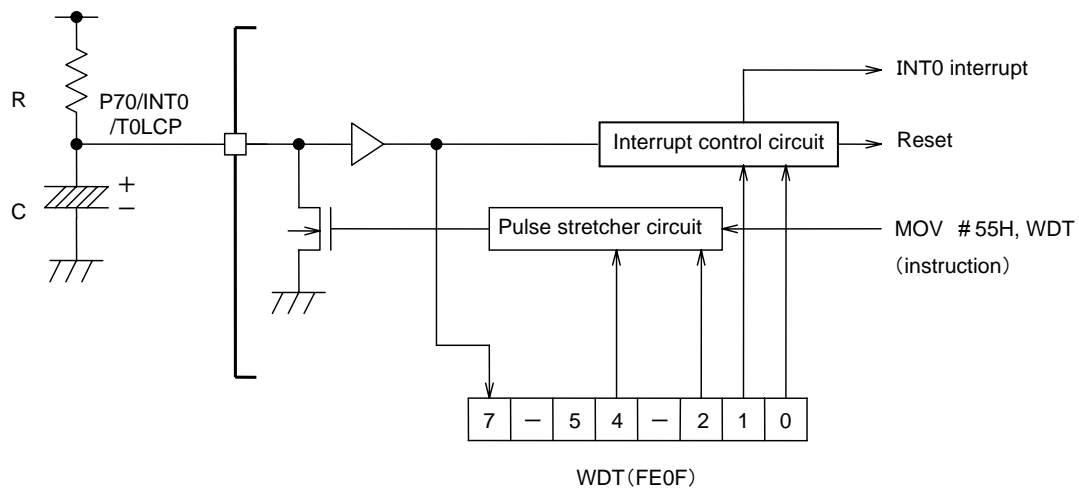 INT0 interrupt
R
P70/INT0
/T0LCP
Interrupt control circuit
Reset
+
−
C
Pulse stretcher circuit
MOV #55H, WDT
（instruction）
7 － 5 4 － 2 1 0
WDT（FE0F）